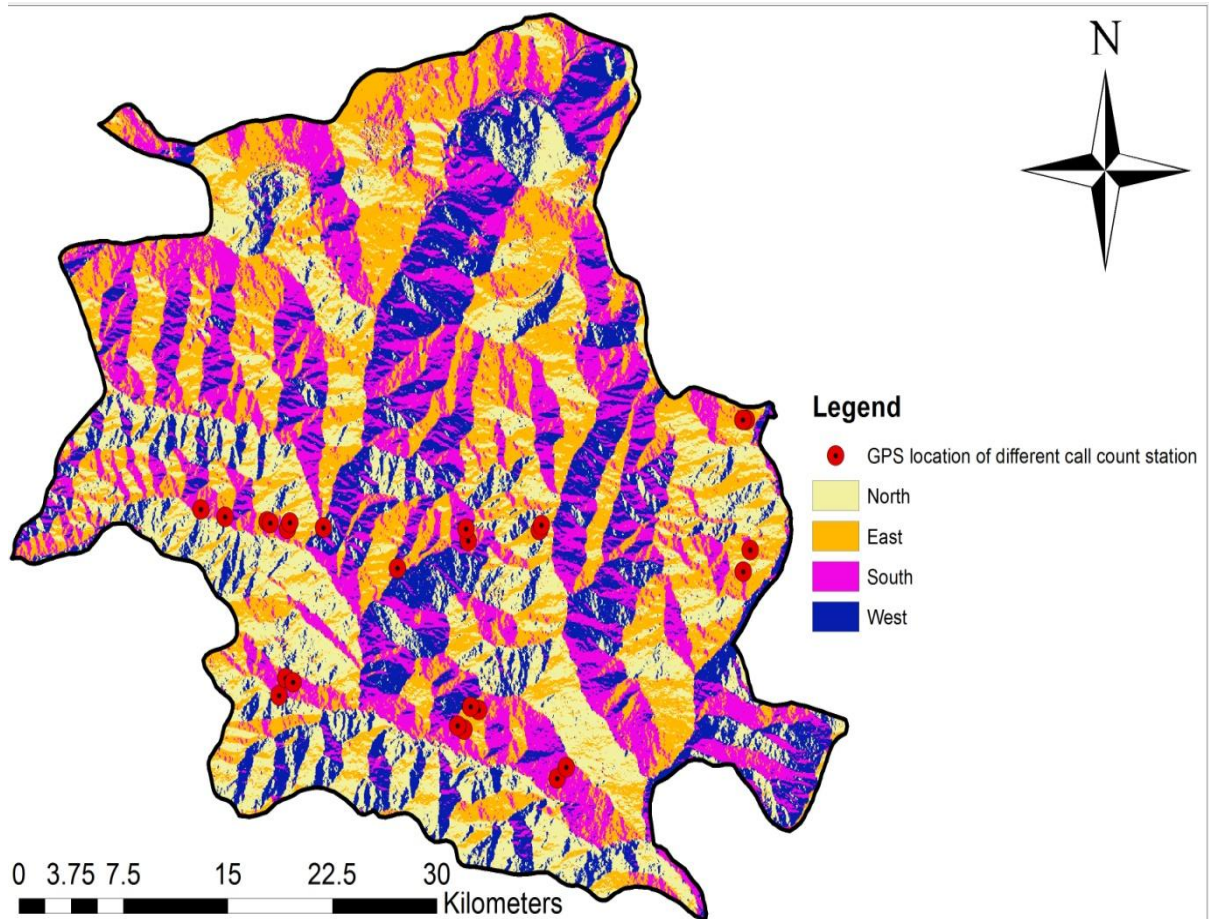 N
Legend
GPS location of different call count station
North
East
South
West
0 3.75 7.5 15 22.5 30
Kilometers